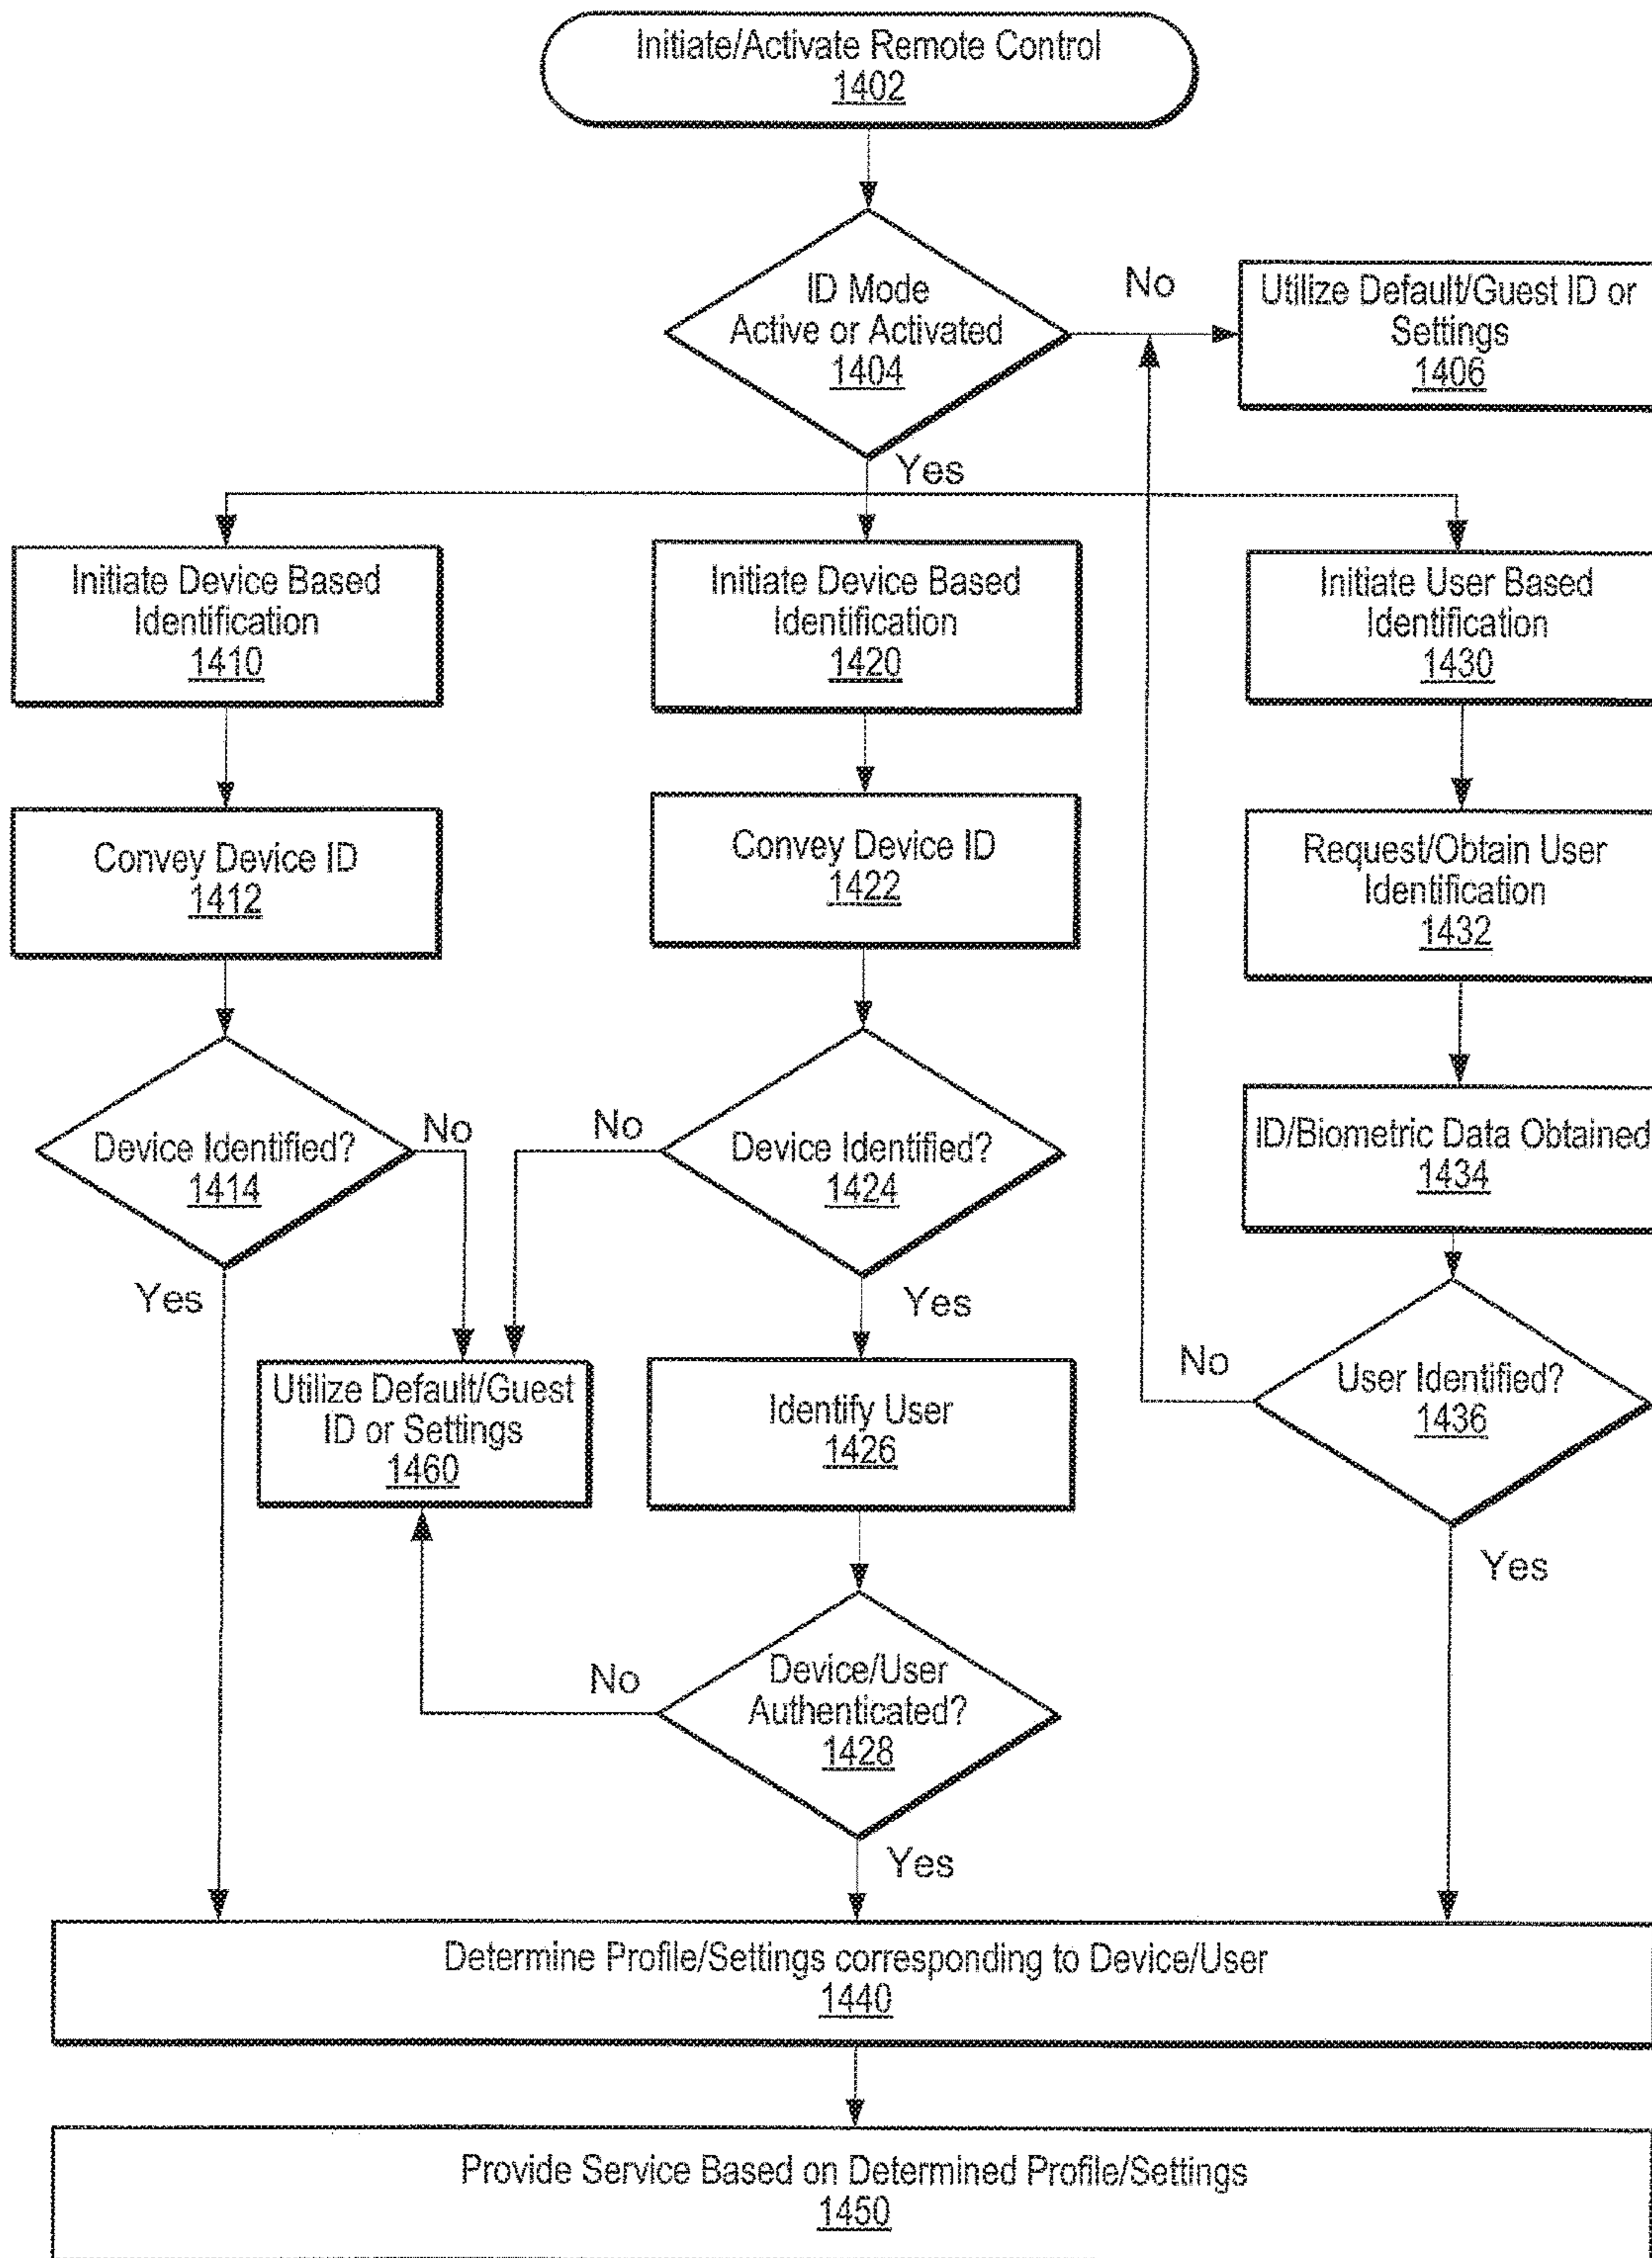 Initiate/Activate Remote Control
1402
ID Mode
Active or Activated
1404
No
Utilize Default/Guest ID or
Settings
1406
Yes
Initiate Device Based
Identification
1410
Initiate Device Based
Identification
1420
Initiate User Based
Identification
1430
Convey Device ID
1412
Convey Device ID
1422
Request/Obtain User
Identification
1432
Device Identified?
1414
No
Yes
No
Device Identified?
1424
Yes
ID/Biometric Data Obtained
1434
Utilize Default/Guest
ID or Settings
1460
Identify User
1426
No
User Identified?
1436
Yes
No
Device/User
Authenticated?
1428
Yes
Determine Profile/Settings corresponding to Device/User
1440
Provide Service Based on Determined Profile/Settings
1450